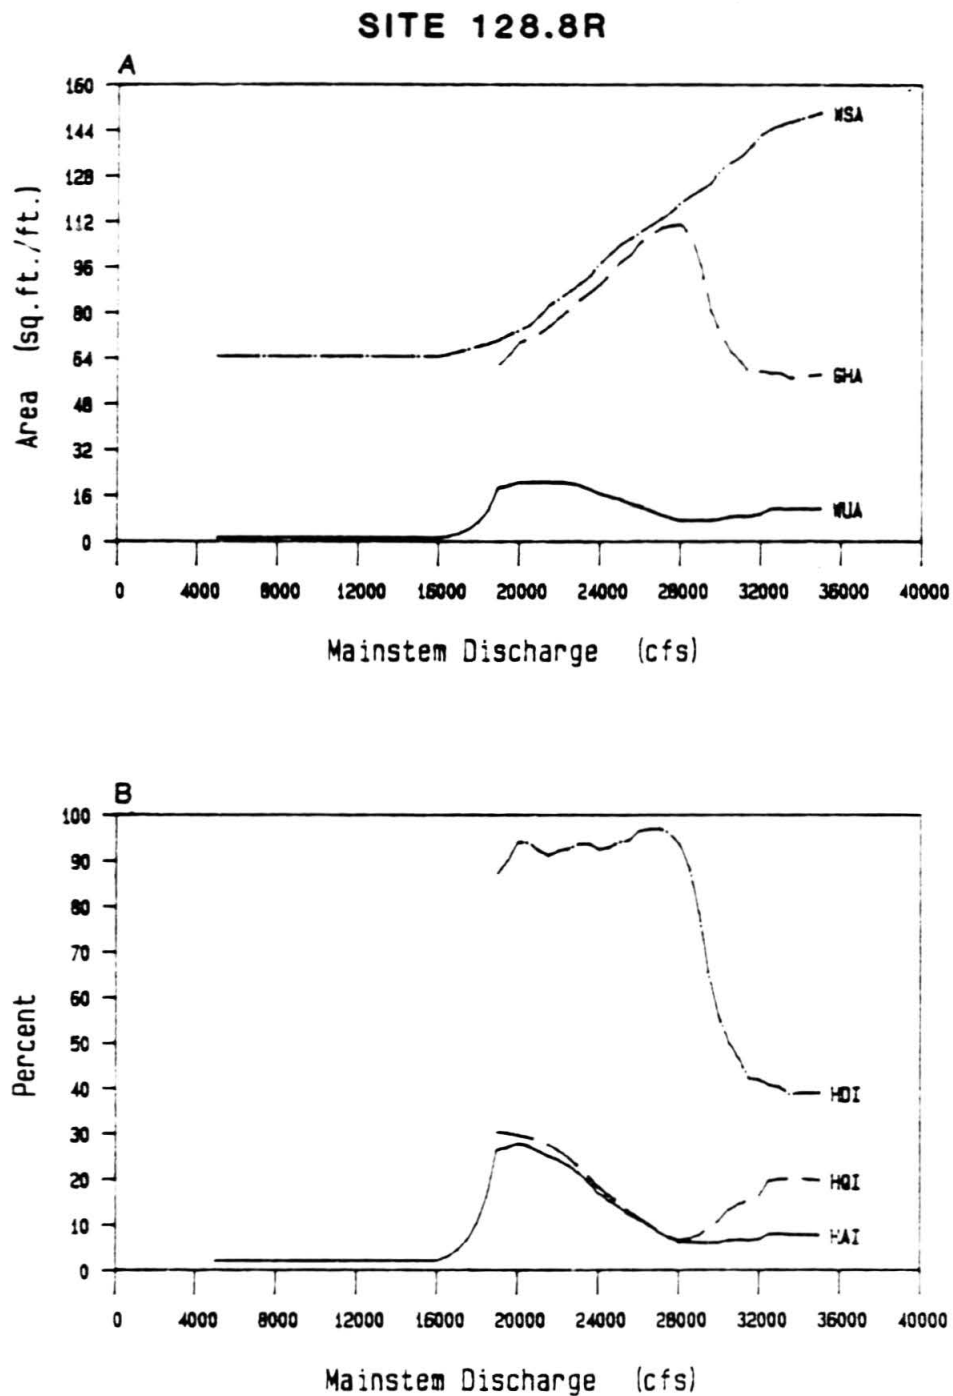 SITE 128.8R
A
160
144
128
112
96
80
64
48
32
16
0
Area (sq.ft./ft.)
WSA
GHA
WUA
0 4000 8000 12000 16000 20000 24000 28000 32000 36000 40000
Mainstem Discharge (cfs)
B
100
90
80
70
60
50
40
30
20
10
0
Percent
HDI
HQI
HAI
0 4000 8000 12000 16000 20000 24000 28000 32000 36000 40000
Mainstem Discharge (cfs)